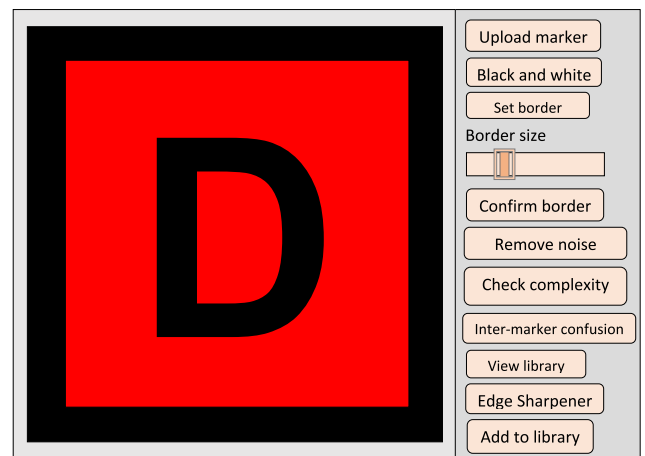 D
Upload marker
Black and white
Set border
Border size
Confirm border
Remove noise
Check complexity
Inter-marker confusion
View library
Edge Sharpener
Add to library